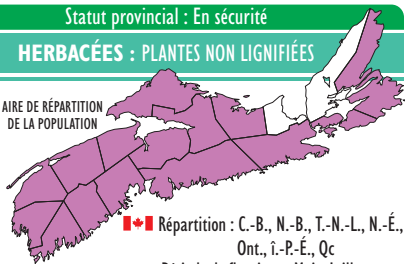 Statut provincial : En sécurité
HERBACÉES : PLANTES NON LIGNIFIÉES
AIRE DE RÉPARTITION
DE LA POPULATION
Répartition : C.-B., N.-B., T.-N.-L., N.-É.,
Ont., î.-P.-É., Qc